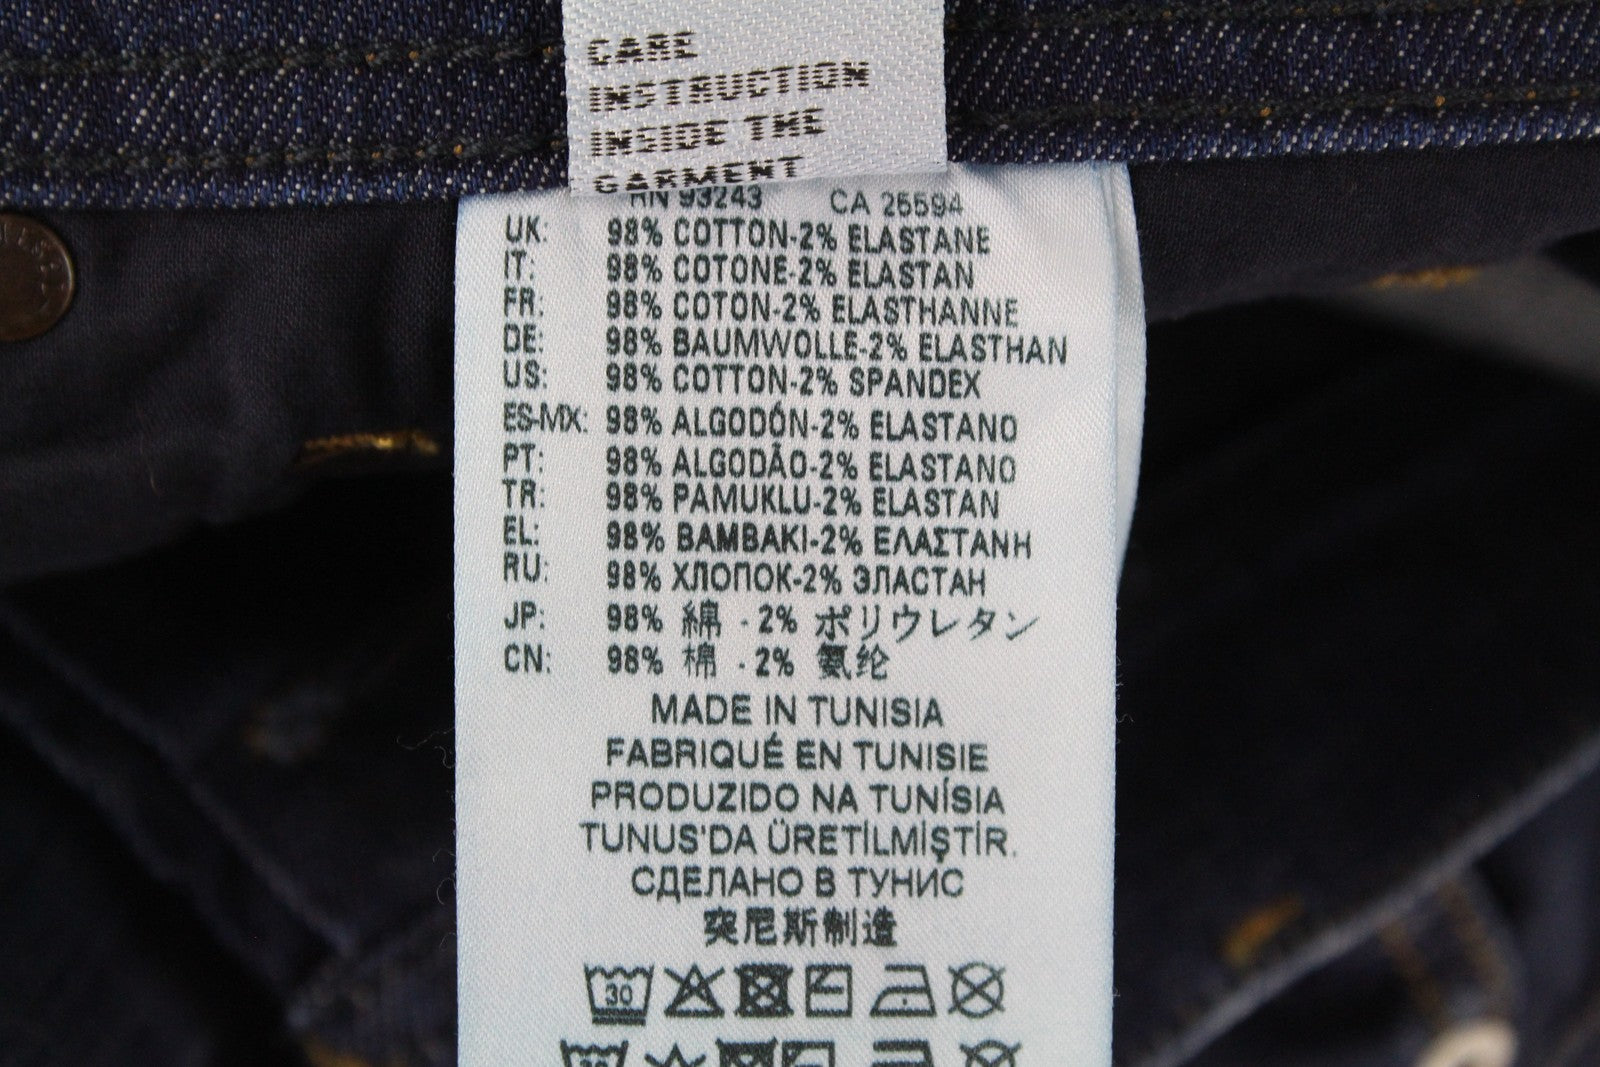 CARE
INSTRUCTION
INSIDE THE
GARMENT
RN 93243 CA 25594
UK: 98% COTTON-2% ELASTANE
IT: 98% COTONE-2% ELASTAN
FR: 98% COTON-2% ELASTHANNE
DE: 98% BAUMWOLLE-2% ELASTHAN
US: 98% COTTON-2% SPANDEX
ES-MX: 98% ALGODÓN-2% ELASTANO
PT: 98% ALGODÃO-2% ELASTANO
TR: 98% PAMUKLU-2% ELASTAN
EL: 98% ΒΑΜΒΑΚΙ-2% ΕΛΑΣΤΑΝΗ
RU: 98% ХЛОПОК-2% ЭЛАСТАН
JP: 98% 綿 - 2% ポリウレタン
CN: 98% 棉 - 2% 氨纶
MADE IN TUNISIA
FABRIQUÉ EN TUNISIE
PRODUZIDO NA TUNÍSIA
TUNUS'DA ÜRETİLMİŞTİR.
СДЕЛАНО В ТУНИС
突尼斯制造
30
30